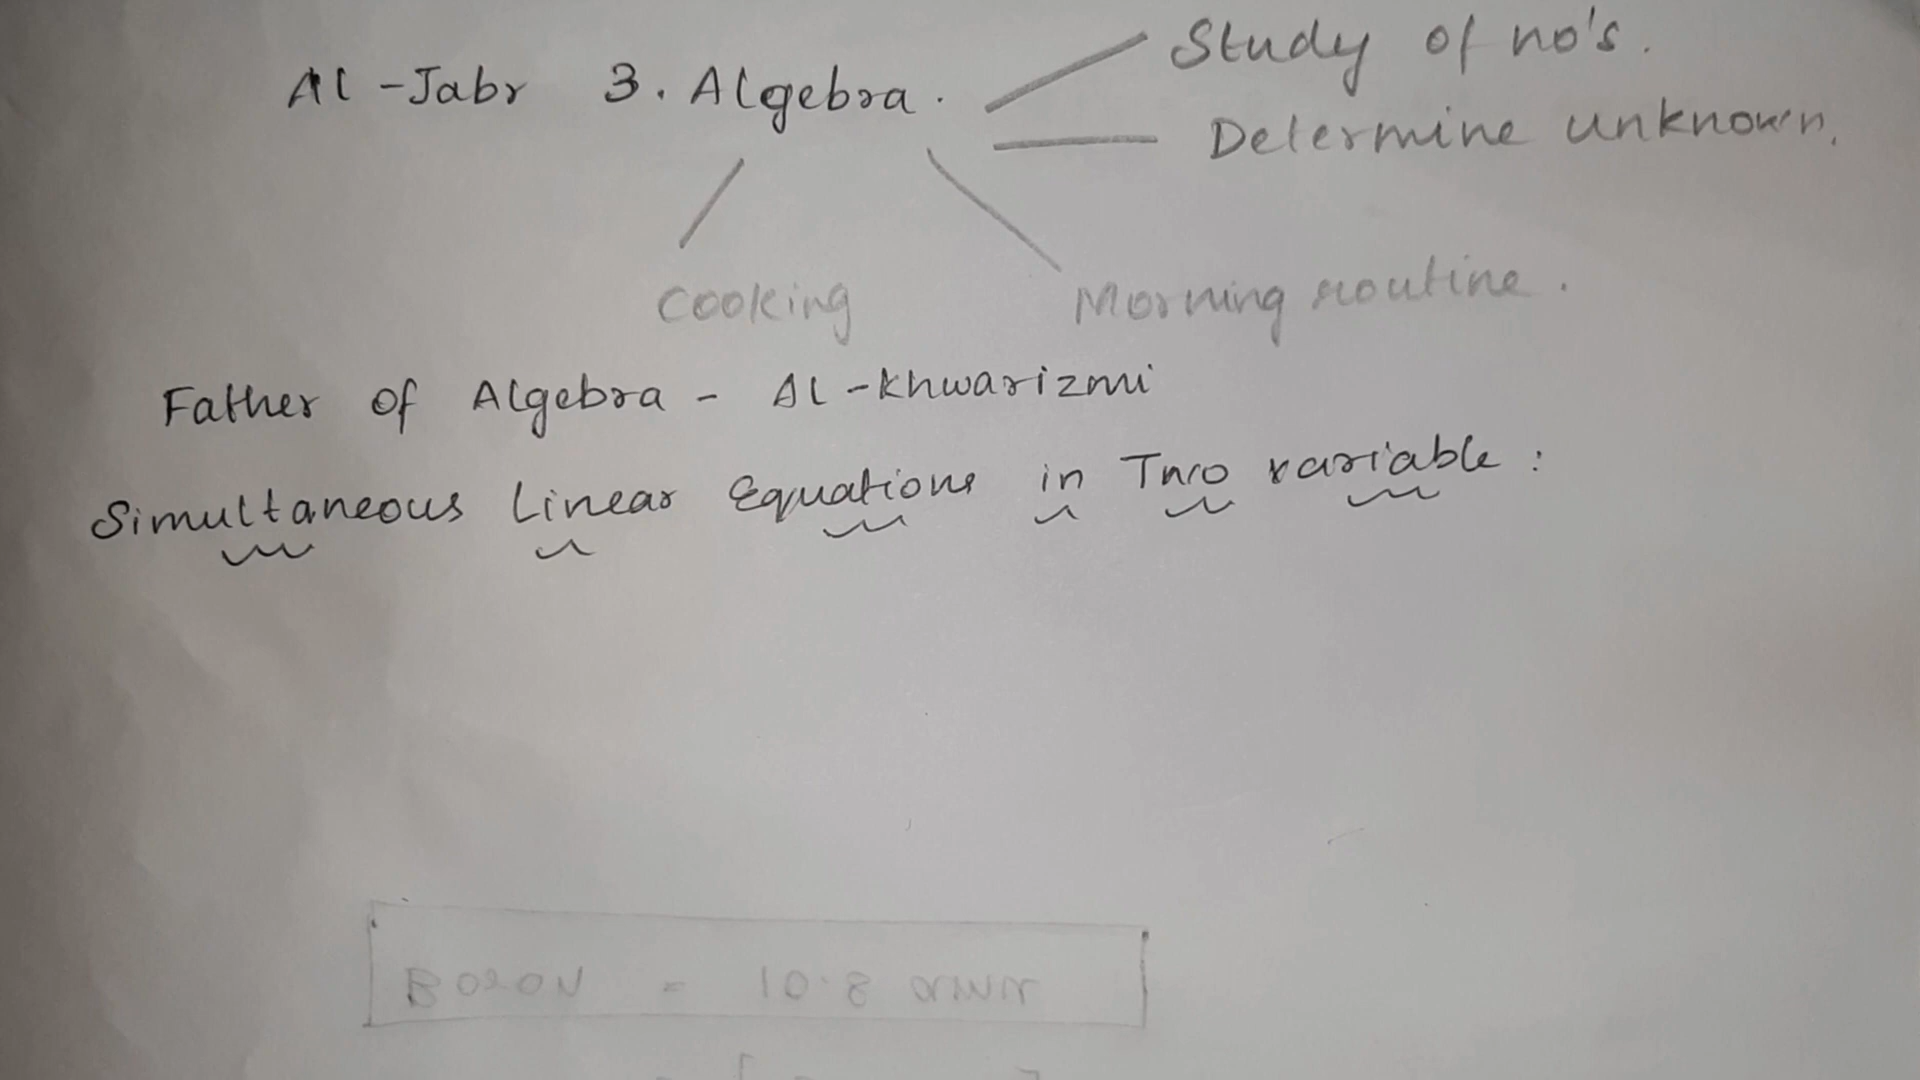 Al-Jabr 3. Algebra.
Study of no's.
Determine unknown.
Cooking
Morning routine.
Father of Algebra - Al-khwarizmi
Simultaneous Linear Equations in Two variable:
Boron = 10.8 amu